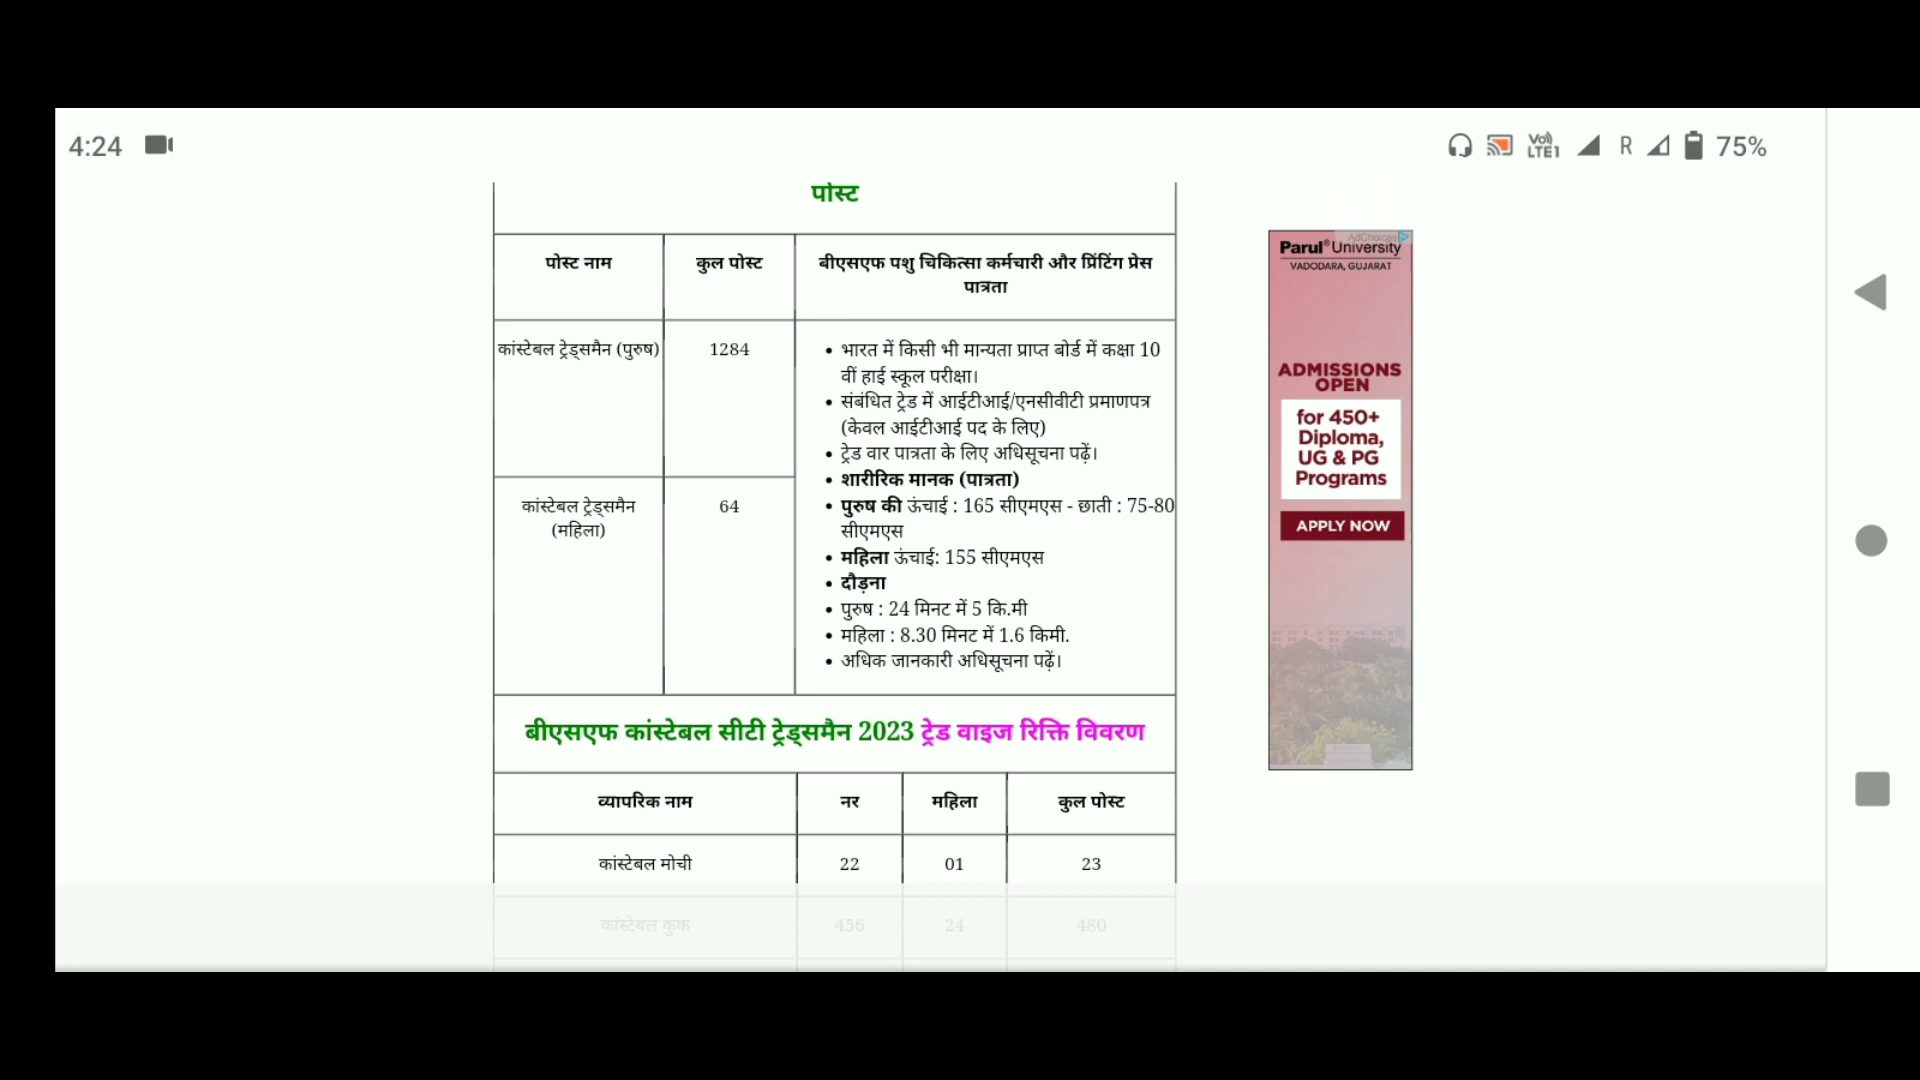 4:24
Vo)
LTE1
R
75%
पोस्ट
पोस्ट नाम
कुल पोस्ट
बीएसएफ पशु चिकित्सा कर्मचारी और प्रिंटिंग प्रेस
पात्रता
कांस्टेबल ट्रेड्समैन (पुरुष)
1284
कांस्टेबल ट्रेड्समैन
(महिला)
64
• भारत में किसी भी मान्यता प्राप्त बोर्ड में कक्षा 10
वीं हाई स्कूल परीक्षा।
• संबंधित ट्रेड में आईटीआई/एनसीवीटी प्रमाणपत्र
(केवल आईटीआई पद के लिए)
• ट्रेड वार पात्रता के लिए अधिसूचना पढ़ें।
• शारीरिक मानक (पात्रता)
• पुरुष की ऊंचाई : 165 सीएमएस - छाती : 75-80
सीएमएस
• महिला ऊंचाई: 155 सीएमएस
• दौड़ना
• पुरुष : 24 मिनट में 5 कि.मी
• महिला : 8.30 मिनट में 1.6 किमी.
• अधिक जानकारी अधिसूचना पढ़ें।
बीएसएफ कांस्टेबल सीटी ट्रेड्समैन 2023 ट्रेड वाइज रिक्ति विवरण
व्यापरिक नाम
नर
महिला
कुल पोस्ट
कांस्टेबल मोची
22
01
23
कांस्टेबल कुक
456
24
480
AdChoices
Parul® University
VADODARA, GUJARAT
ADMISSIONS
OPEN
for 450+
Diploma,
UG & PG
Programs
APPLY NOW